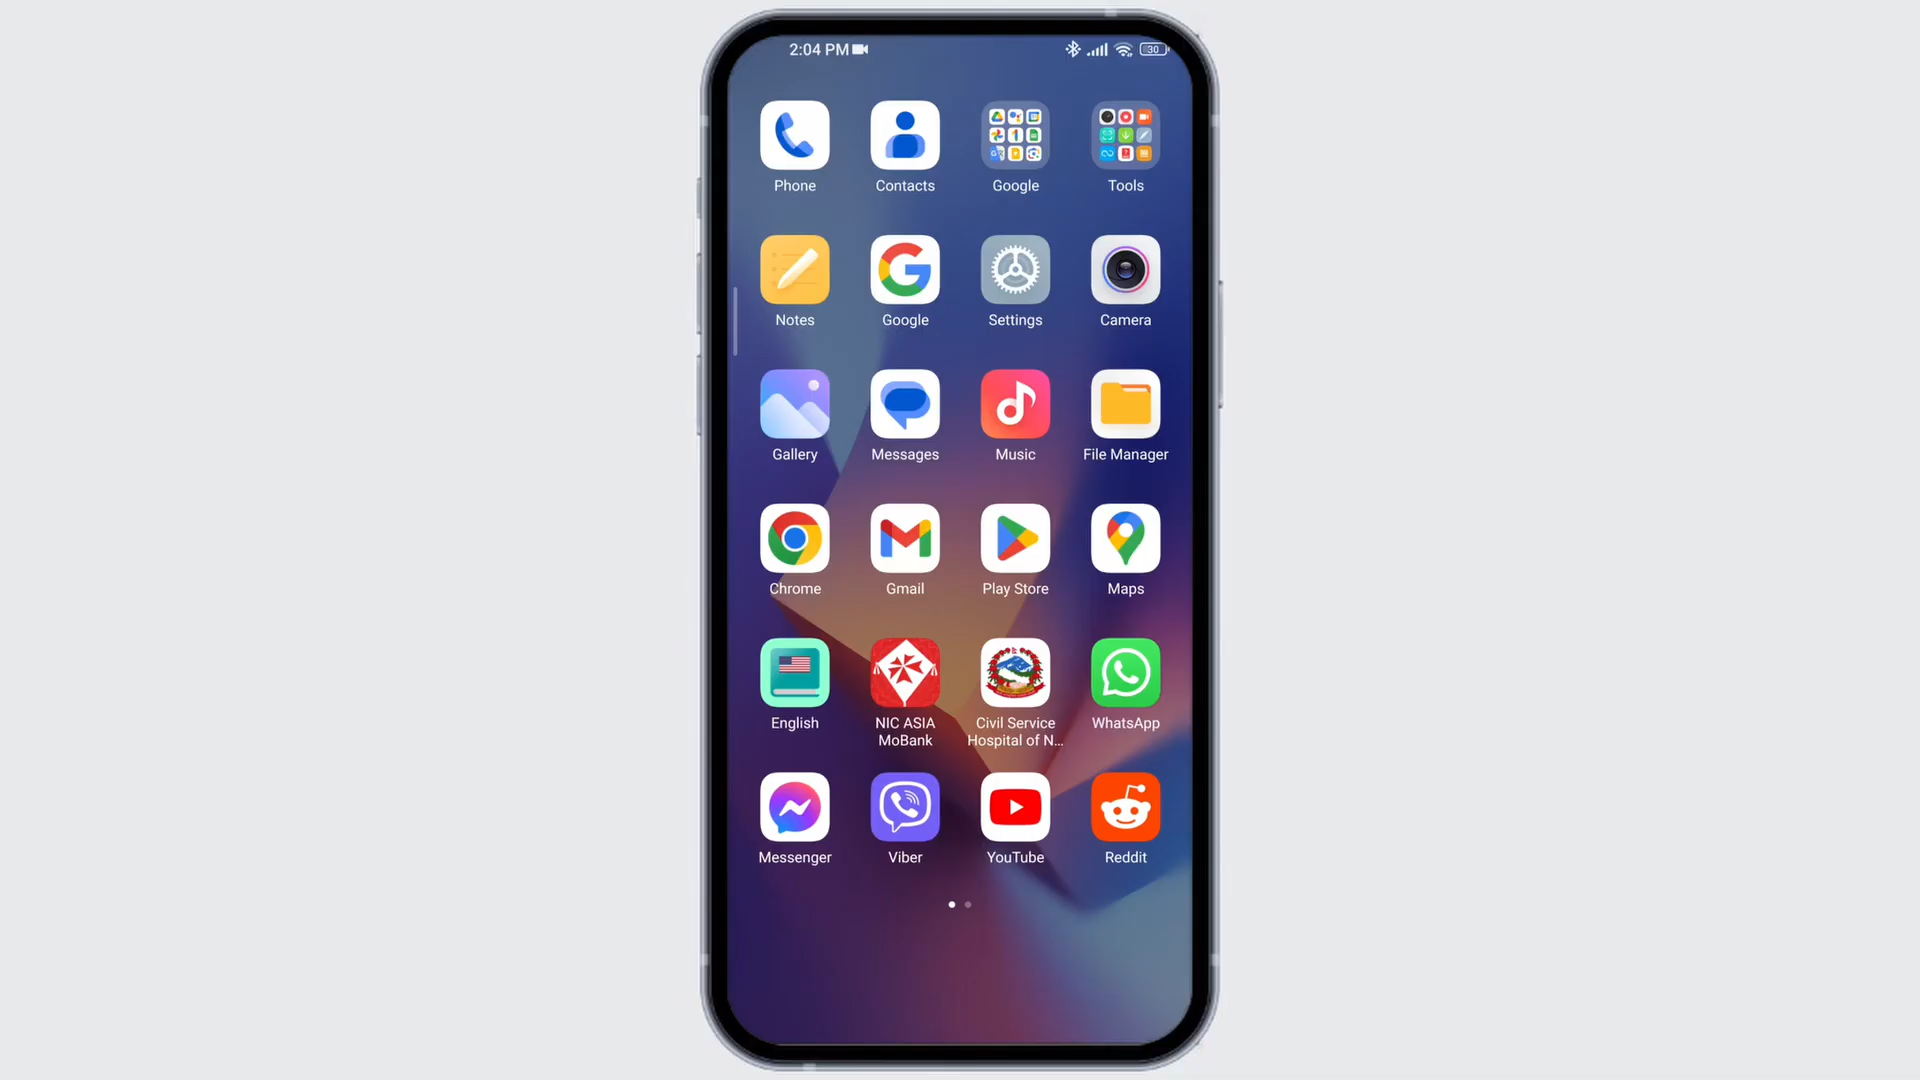 2:04 PM
30
Phone
Contacts
Google
Tools
Notes
Google
Settings
Camera
Gallery
Messages
Music
File Manager
Chrome
Gmail
Play Store
Maps
English
NIC ASIA
MoBank
Civil Service
Hospital of N...
WhatsApp
Messenger
Viber
YouTube
Reddit